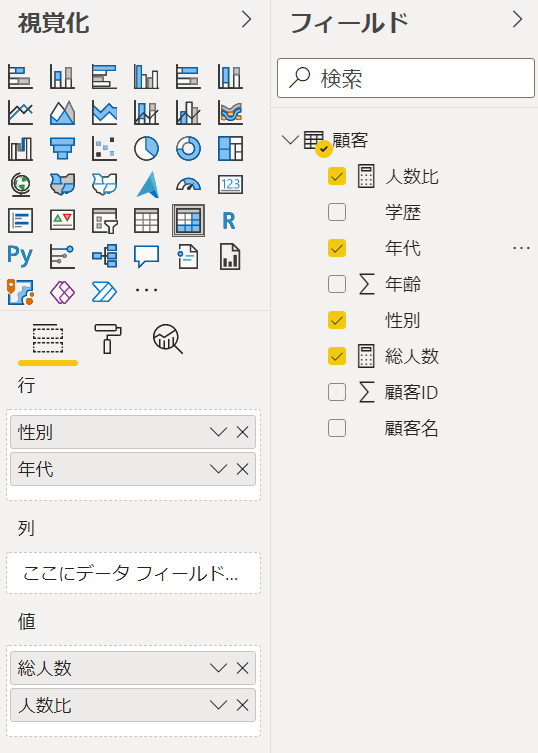 視覚化
フィールド
検索
123
R
Py
顧客
人数比
学歴
年代
年齢
性別
総人数
顧客ID
顧客名
行
性別
年代
列
ここにデータ フィールド...
値
総人数
人数比